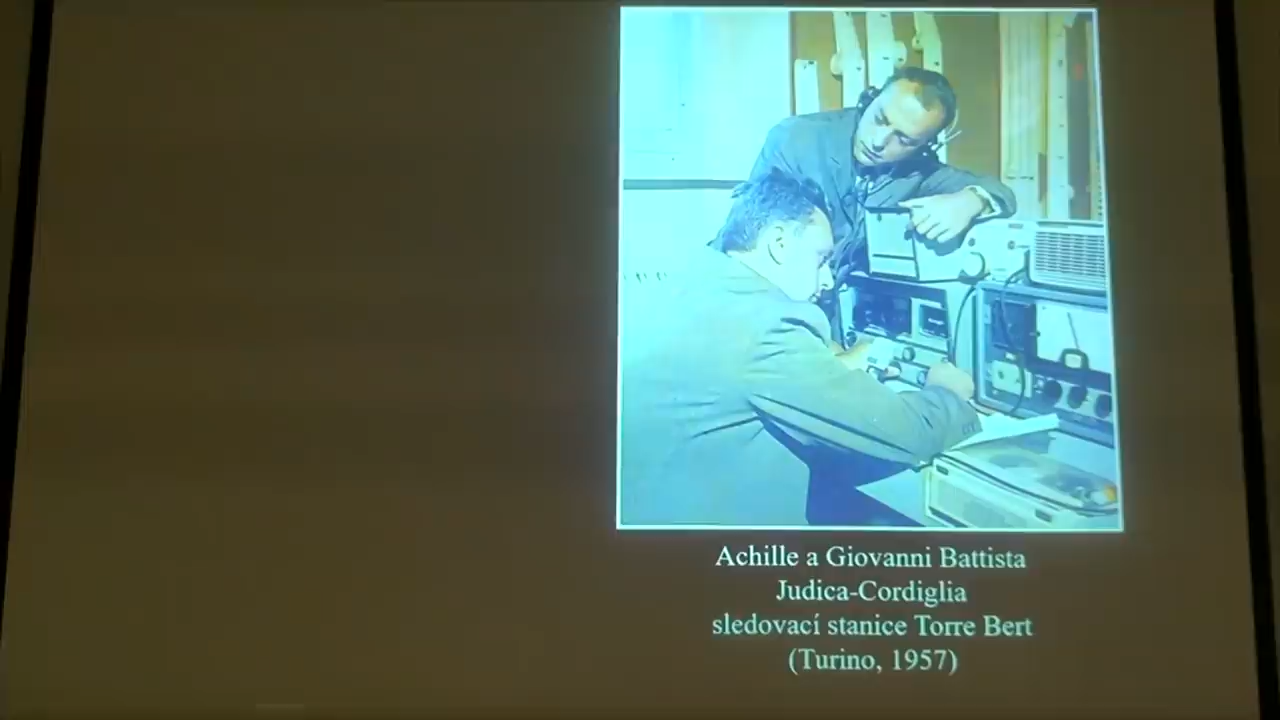 Achille a Giovanni Battista
Judica-Cordiglia
sledovací stanice Torre Bert
(Turino, 1957)